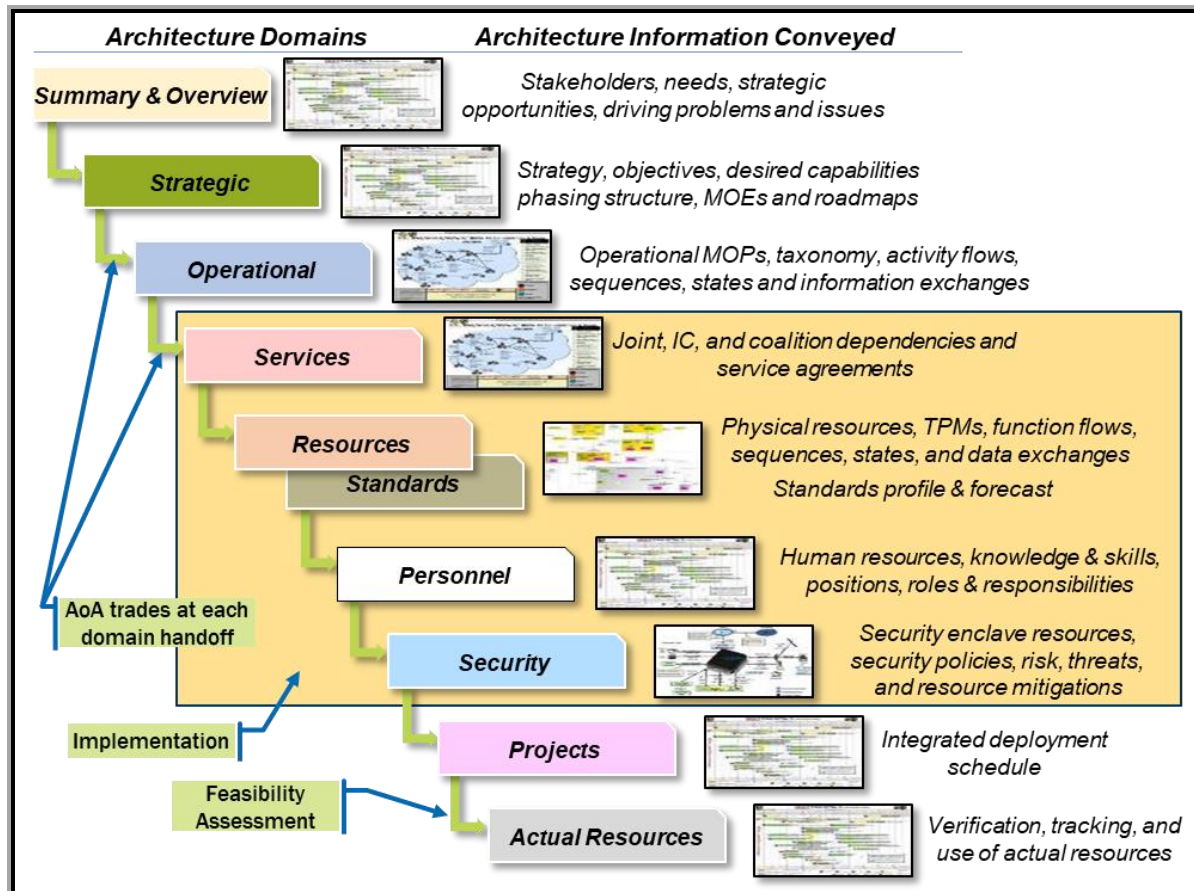 Architecture Domains
Architecture Information Conveyed
Summary & Overview
Stakeholders, needs, strategic
opportunities, driving problems and issues
Strategic
Strategy, objectives, desired capabilities
phasing structure, MOEs and roadmaps
Operational
Operational MOPs, taxonomy, activity flows,
sequences, states and information exchanges
Services
Joint, IC, and coalition dependencies and
service agreements
Resources
Physical resources, TPMs, function flows,
sequences, states, and data exchanges
Standards
Standards profile & forecast
Personnel
Human resources, knowledge & skills,
positions, roles & responsibilities
AoA trades at each
domain handoff
Security
Security enclave resources,
security policies, risk, threats,
and resource mitigations
Implementation
Projects
Integrated deployment
schedule
Feasibility
Assessment
Actual Resources
Verification, tracking, and
use of actual resources